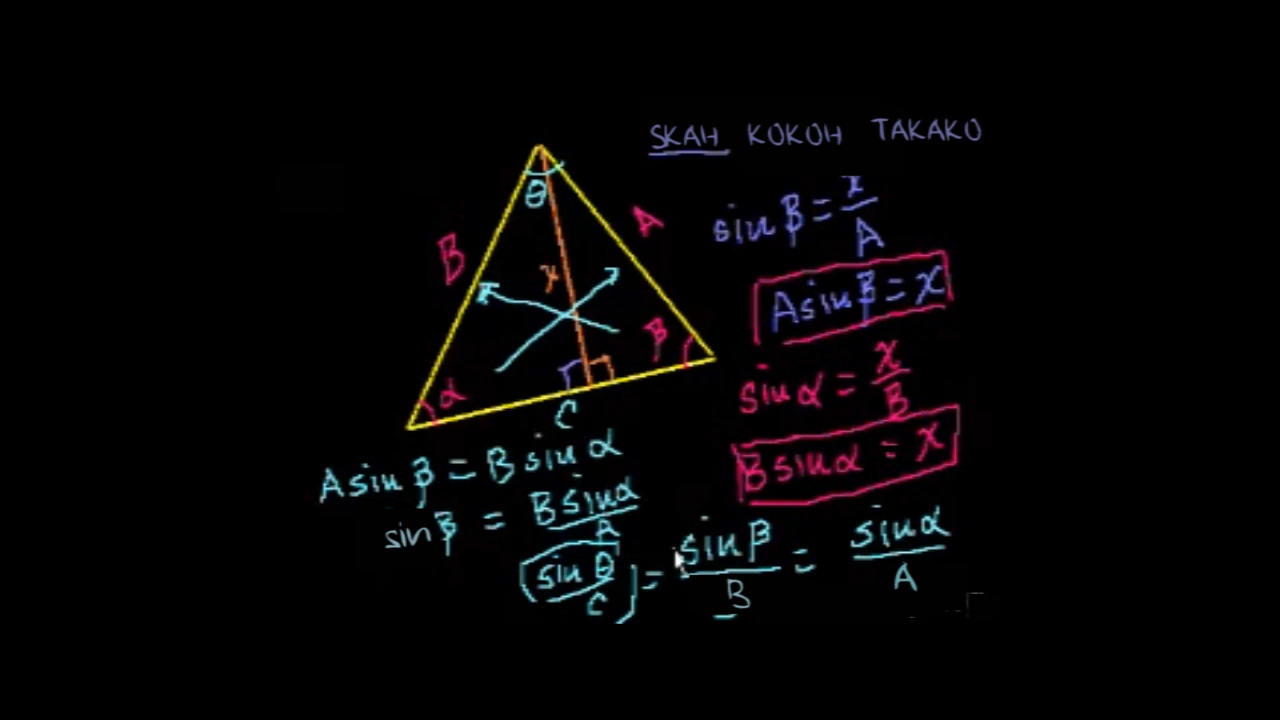 SKAH KOKOH TAKAKO
θ
B
A
x
α
β
C
sin β = x/A
A sin β = x
sin α = x/B
B sin α = x
A sin β = B sin α
sin β = B sin α/A
sin θ/C = sin β/B = sin α/A